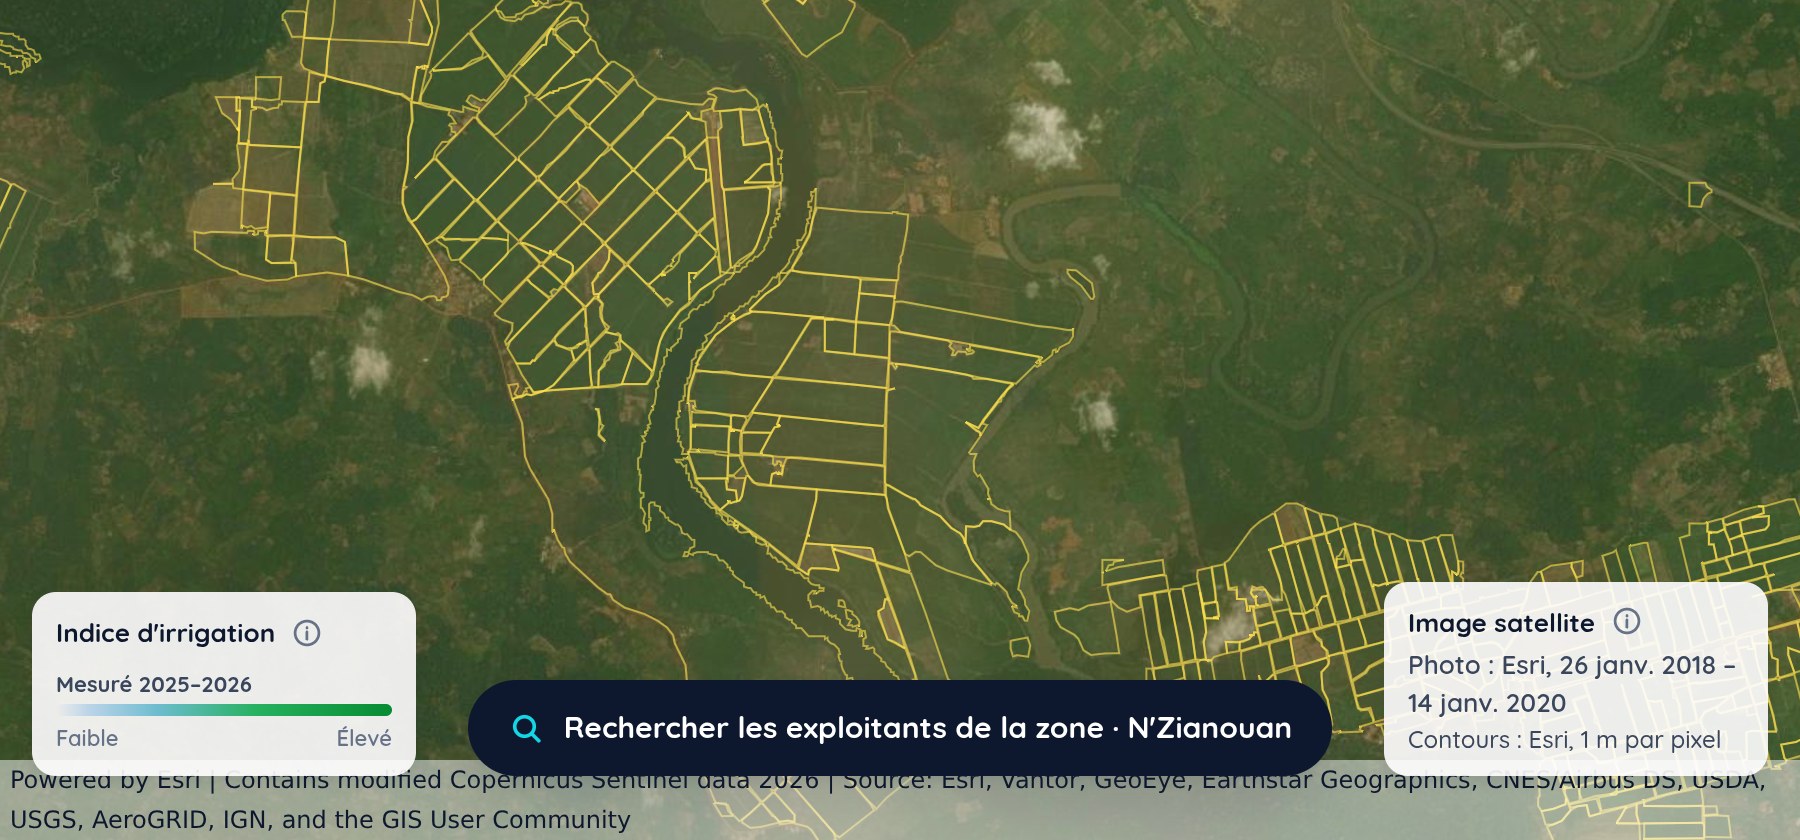 Indice d'irrigation
Mesuré 2025–2026
Faible Élevé
Rechercher les exploitants de la zone · N'Zianouan
Image satellite
Photo : Esri, 26 janv. 2018 –
14 janv. 2020
Contours : Esri, 1 m par pixel
Powered by Esri | Contains modified Copernicus Sentinel data 2026 | Source: Esri, Vantor, GeoEye, Earthstar Geographics, CNES/Airbus DS, USDA,
USGS, AeroGRID, IGN, and the GIS User Community